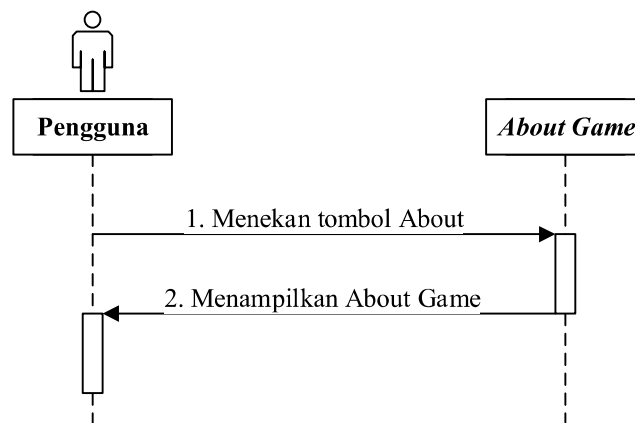 Pengguna
About Game
1. Menekan tombol About
2. Menampilkan About Game